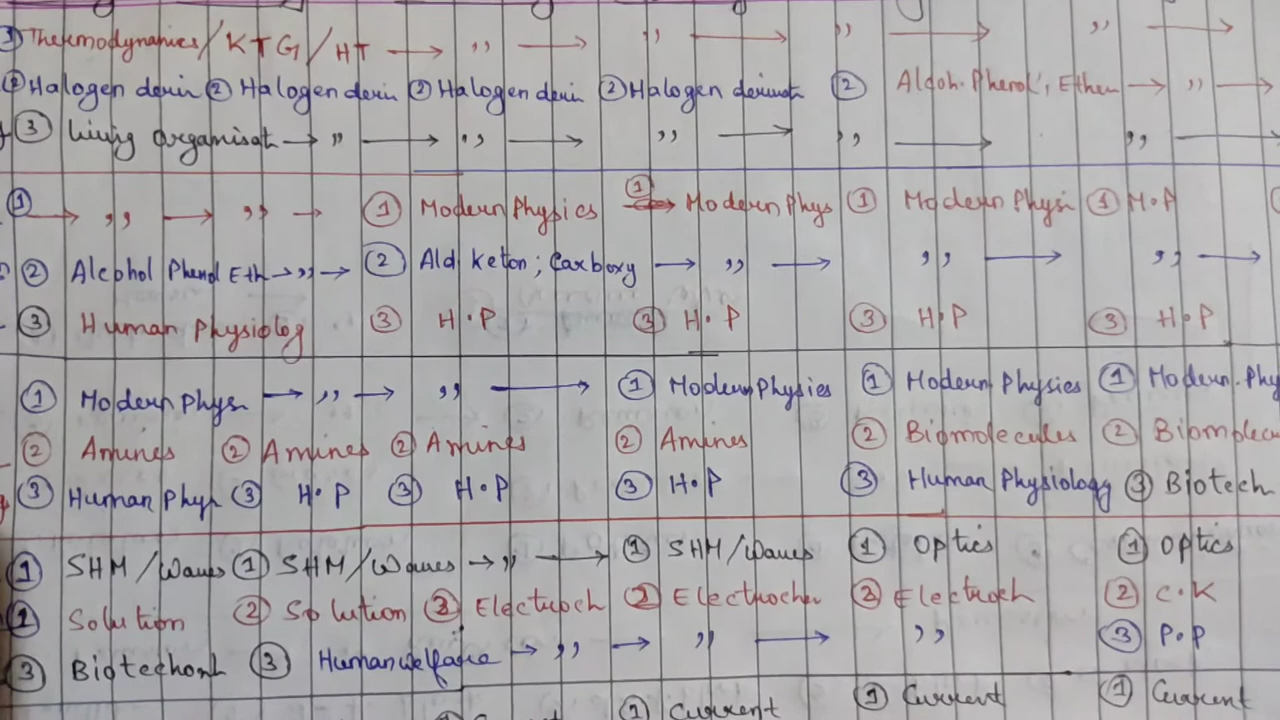 ③ Thermodynamics / KTG / HT → ,, → ,, → ,, → ,, →
② Halogen deriv ② Halogen deriv ② Halogen deri ② Halogen derivat ② Aldoh. Phenol, Ether → ,, →
③ living organisat → ,, → ,, → ,, → ,, → ,, →
① → ,, → ,, → ① Modern Physics ① → Modern Phys ① Modern Physi ① H.P
② Alcohol Phenol Eth → ,, → ② Ald keton ; Carboxy → ,, → ,, → ,, →
③ Human Physiolog ③ H.P ③ H.P ③ H.P ③ H.P
① Modern Phys → ,, → ,, → ① Modern Physics ① Modern Physics ① Modern. Phy
② Amines ② Amines ② Amines ② Amines ② Biomolecules ② Biomolecu
③ Human Phys ③ H.P ③ H.P ③ H.P ③ Human Physiology ③ Biotech
① SHM / Waves ① SHM / Waves → ,, → ① SHM / Waves ① Optics ① Optics
② Solution ② Solution ② Electroch ② Electroche ② Electroch ② C.K
③ Biotechont ③ Human welfare → ,, → ,, → ,, ③ P.P
① Current ① Current ① Current